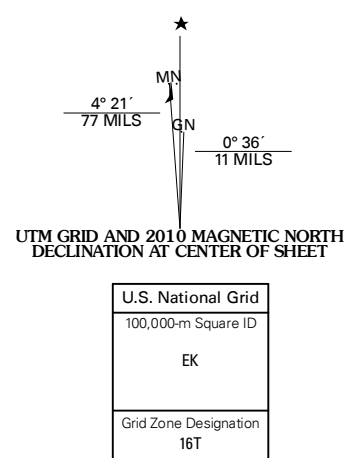 ★
MN
4° 21´
77 MILS
GN
0° 36´
11 MILS
UTM GRID AND 2010 MAGNETIC NORTH
DECLINATION AT CENTER OF SHEET
U.S. National Grid
100,000-m Square ID
EK
Grid Zone Designation
16T